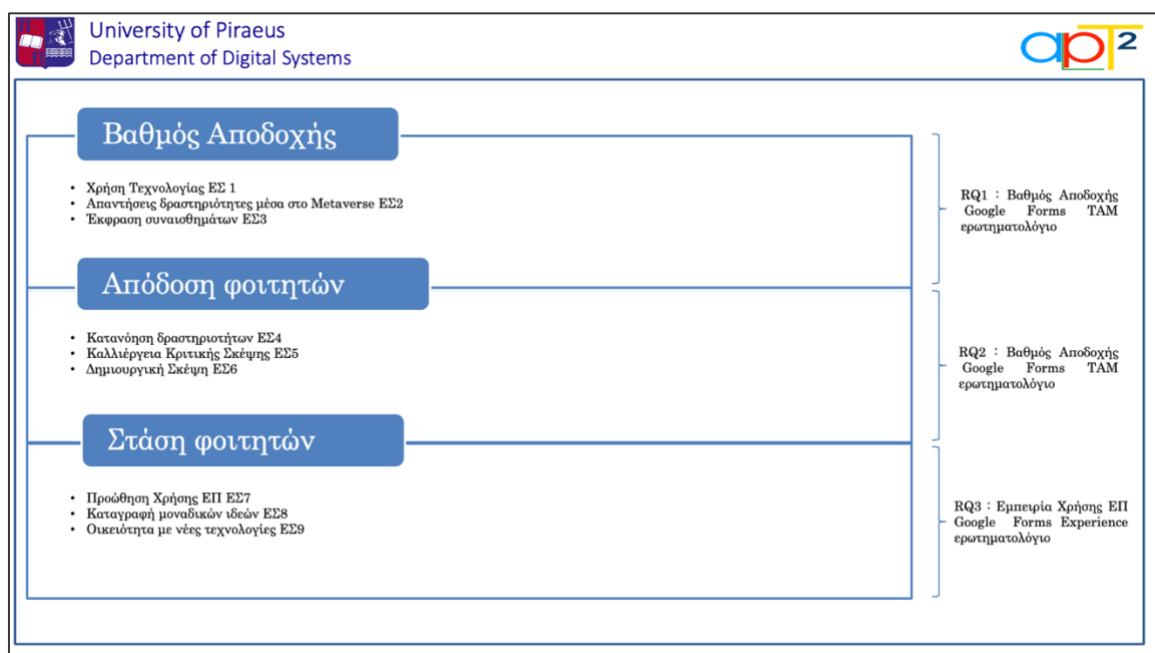 University of Piraeus
Department of Digital Systems
apT2
Βαθμός Αποδοχής
• Χρήση Τεχνολογίας ΕΣ 1
• Απαντήσεις δραστηριότητες μέσα στο Metaverse ΕΣ2
• Έκφραση συναισθημάτων ΕΣ3
RQ1 : Βαθμός Αποδοχής
Google Forms TAM
ερωτηματολόγιο
Απόδοση φοιτητών
• Κατανόηση δραστηριοτήτων ΕΣ4
• Καλλιέργεια Κριτικής Σκέψης ΕΣ5
• Δημιουργική Σκέψη ΕΣ6
RQ2 : Βαθμός Αποδοχής
Google Forms TAM
ερωτηματολόγιο
Στάση φοιτητών
• Προώθηση Χρήσης ΕΠ ΕΣ7
• Καταγραφή μοναδικών ιδεών ΕΣ8
• Οικειότητα με νέες τεχνολογίες ΕΣ9
RQ3 : Εμπειρία Χρήσης ΕΠ
Google Forms Experience
ερωτηματολόγιο